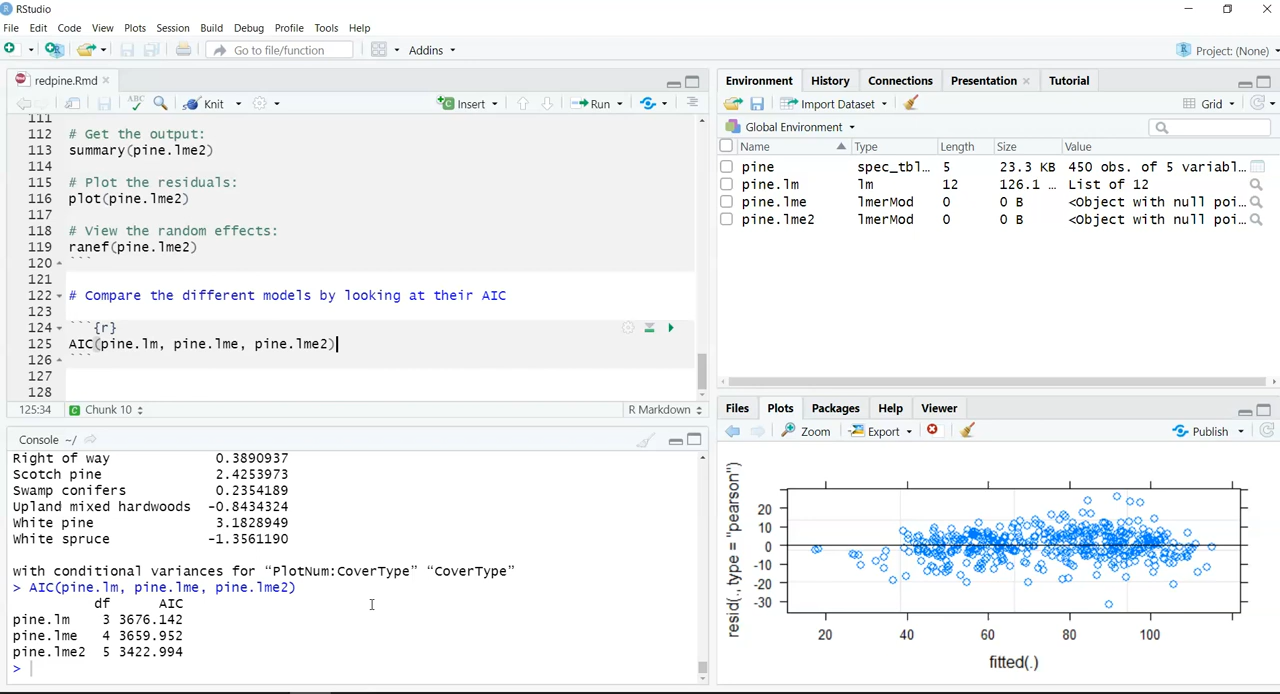 RStudio
File Edit Code View Plots Session Build Debug Profile Tools Help
Go to file/function Addins Project: (None)
redpine.Rmd
Knit Insert Run
111
112 # Get the output:
113 summary(pine.lme2)
114
115 # Plot the residuals:
116 plot(pine.lme2)
117
118 # View the random effects:
119 ranef(pine.lme2)
120 ```
121
122 # Compare the different models by looking at their AIC
123
124 ```{r}
125 AIC(pine.lm, pine.lme, pine.lme2)
126 ```
127
128
125:34 Chunk 10 R Markdown
Console ~/
Right of way 0.3890937
Scotch pine 2.4253973
Swamp conifers 0.2354189
Upland mixed hardwoods -0.8434324
White pine 3.1828949
White spruce -1.3561190
with conditional variances for “PlotNum:CoverType” “CoverType”
> AIC(pine.lm, pine.lme, pine.lme2)
df AIC
pine.lm 3 3676.142
pine.lme 4 3659.952
pine.lme2 5 3422.994
>
Environment History Connections Presentation Tutorial
Import Dataset Grid
Global Environment
Name Type Length Size Value
pine spec_tbl… 5 23.3 KB 450 obs. of 5 variabl…
pine.lm lm 12 126.1 … List of 12
pine.lme lmerMod 0 0 B <Object with null poi…
pine.lme2 lmerMod 0 0 B <Object with null poi…
Files Plots Packages Help Viewer
Zoom Export Publish
resid(., type = "pearson")
20
10
0
-10
-20
-30
20 40 60 80 100
fitted(.)